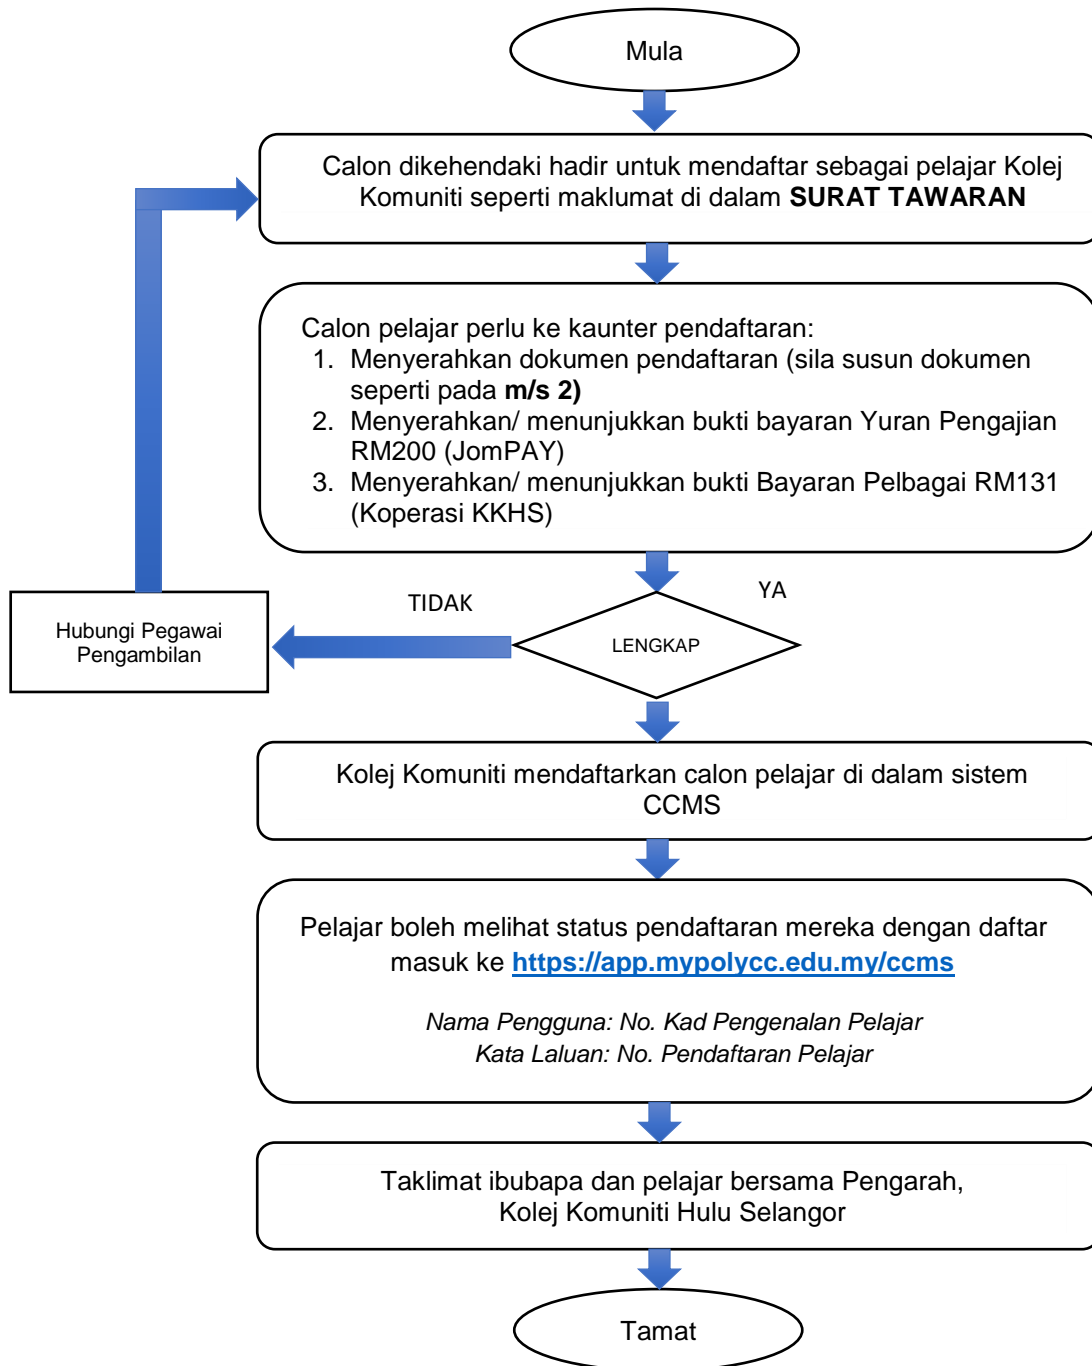 Mula
Calon dikehendaki hadir untuk mendaftar sebagai pelajar Kolej
Komuniti seperti maklumat di dalam SURAT TAWARAN
Calon pelajar perlu ke kaunter pendaftaran:
1. Menyerahkan dokumen pendaftaran (sila susun dokumen
seperti pada m/s 2)
2. Menyerahkan/ menunjukkan bukti bayaran Yuran Pengajian
RM200 (JomPAY)
3. Menyerahkan/ menunjukkan bukti Bayaran Pelbagai RM131
(Koperasi KKHS)
TIDAK
YA
LENGKAP
Hubungi Pegawai
Pengambilan
Kolej Komuniti mendaftarkan calon pelajar di dalam sistem
CCMS
Pelajar boleh melihat status pendaftaran mereka dengan daftar
masuk ke https://app.mypolycc.edu.my/ccms
Nama Pengguna: No. Kad Pengenalan Pelajar
Kata Laluan: No. Pendaftaran Pelajar
Taklimat ibubapa dan pelajar bersama Pengarah,
Kolej Komuniti Hulu Selangor
Tamat